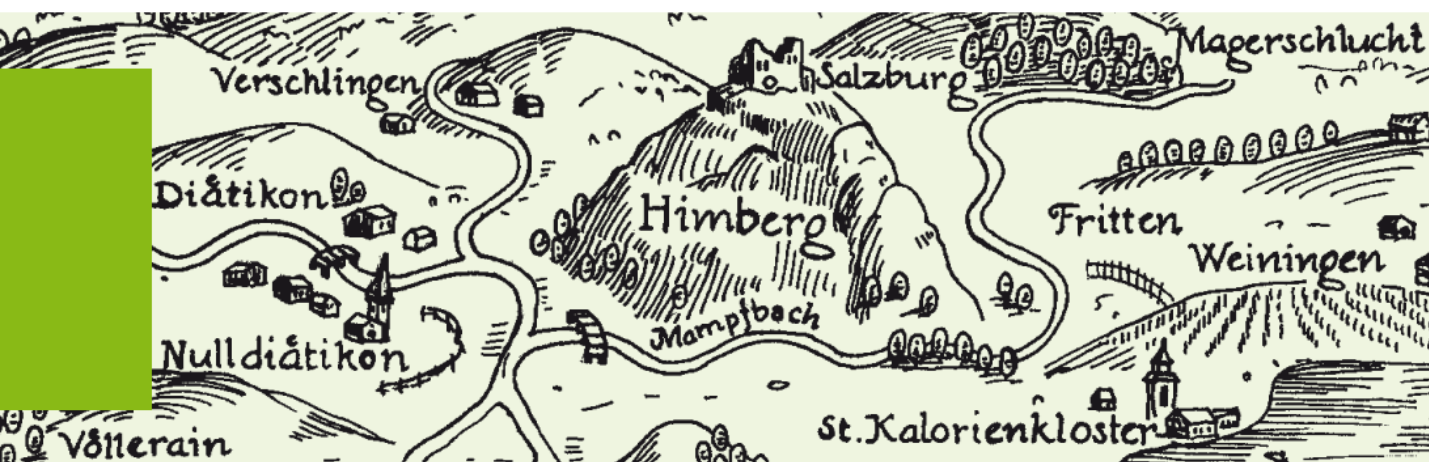 Magerschlucht
Verschlingen
Salzburg
Diätikon
Himberg
Fritten
Weiningen
Mampfbach
Nulldiätikon
St. Kalorienkloster
Völlerain